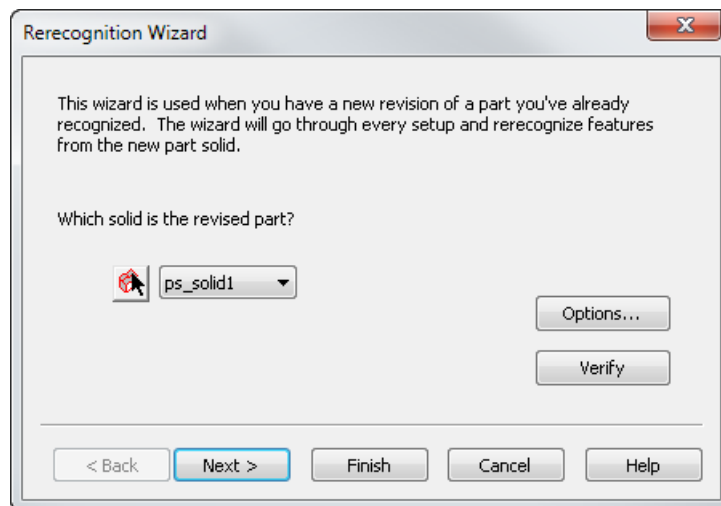 Rerecognition Wizard
This wizard is used when you have a new revision of a part you've already
recognized.  The wizard will go through every setup and rerecognize features
from the new part solid.
Which solid is the revised part?
ps_solid1
Options...
Verify
< Back Next > Finish Cancel Help